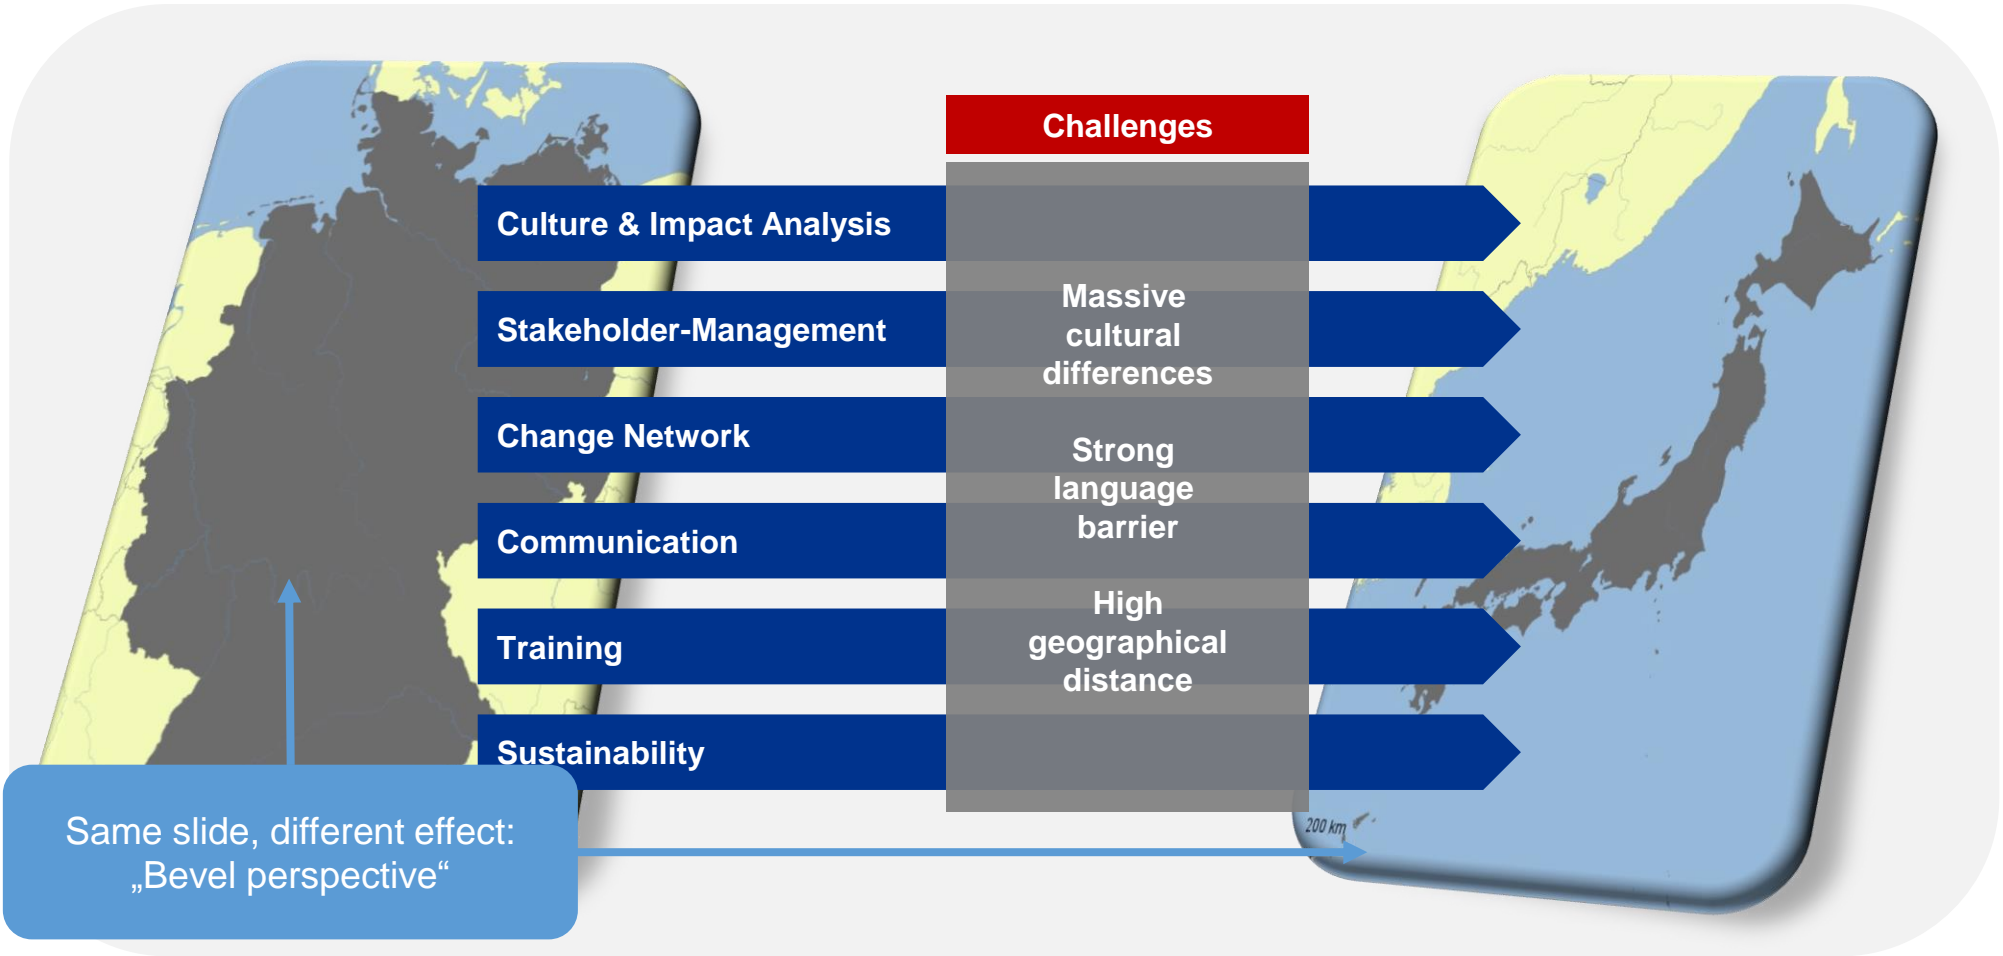 Challenges
Culture & Impact Analysis
Stakeholder-Management
Change Network
Communication
Training
Sustainability
Massive
cultural
differences
Strong
language
barrier
High
geographical
distance
200 km
Same slide, different effect:
„Bevel perspective“